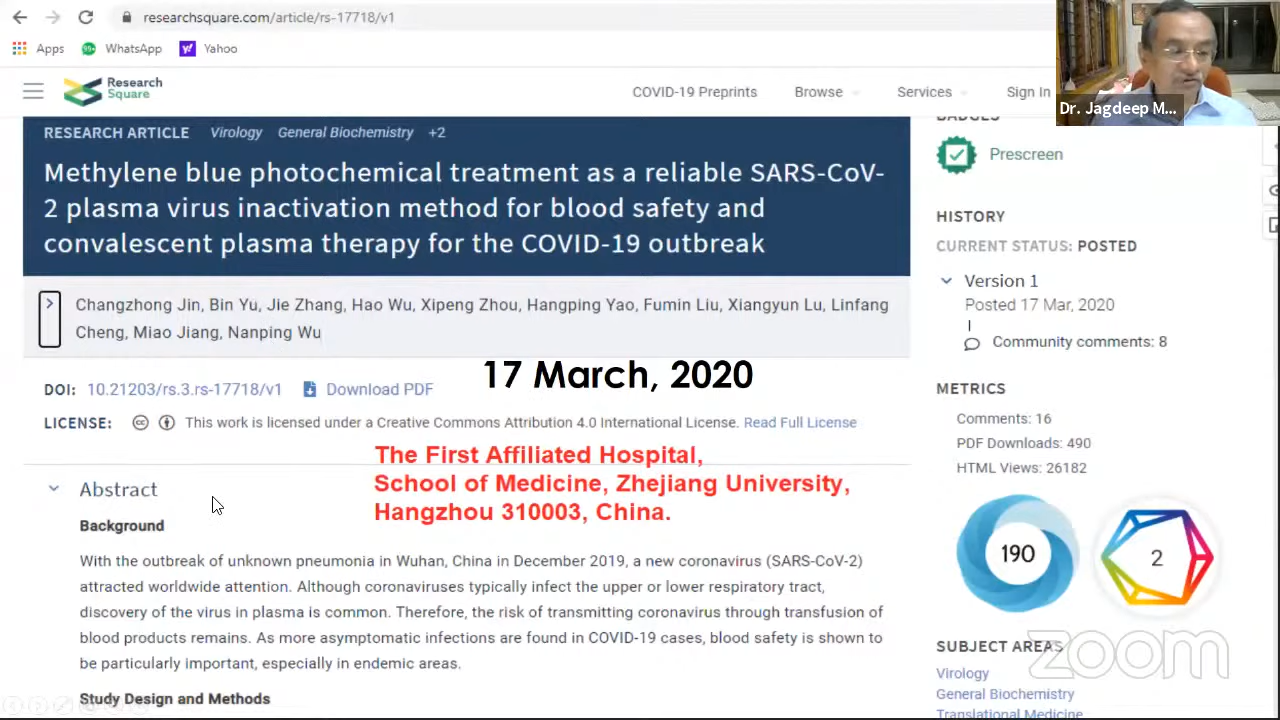 researchsquare.com/article/rs-17718/v1
Apps
99+
WhatsApp
Yahoo
Research
Square
COVID-19 Preprints
Browse
Services
Sign In
Dr. Jagdeep M...
RESEARCH ARTICLE Virology General Biochemistry +2
Methylene blue photochemical treatment as a reliable SARS-CoV-
2 plasma virus inactivation method for blood safety and
convalescent plasma therapy for the COVID-19 outbreak
Changzhong Jin, Bin Yu, Jie Zhang, Hao Wu, Xipeng Zhou, Hangping Yao, Fumin Liu, Xiangyun Lu, Linfang
Cheng, Miao Jiang, Nanping Wu
17 March, 2020
DOI: 10.21203/rs.3.rs-17718/v1 Download PDF
LICENSE: This work is licensed under a Creative Commons Attribution 4.0 International License. Read Full License
The First Affiliated Hospital,
School of Medicine, Zhejiang University,
Hangzhou 310003, China.
Abstract
Background
With the outbreak of unknown pneumonia in Wuhan, China in December 2019, a new coronavirus (SARS-CoV-2)
attracted worldwide attention. Although coronaviruses typically infect the upper or lower respiratory tract,
discovery of the virus in plasma is common. Therefore, the risk of transmitting coronavirus through transfusion of
blood products remains. As more asymptomatic infections are found in COVID-19 cases, blood safety is shown to
be particularly important, especially in endemic areas.
Study Design and Methods
BADGES
Prescreen
HISTORY
CURRENT STATUS: POSTED
Version 1
Posted 17 Mar, 2020
Community comments: 8
METRICS
Comments: 16
PDF Downloads: 490
HTML Views: 26182
190
2
SUBJECT AREAS
Virology
General Biochemistry
Translational Medicine
zoom